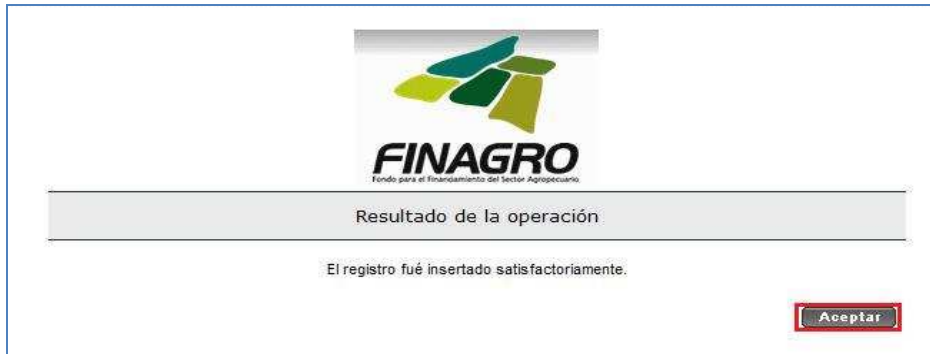 FINAGRO
Fondo para el Financiamiento del Sector Agropecuario
Resultado de la operación
El registro fué insertado satisfactoriamente.
Aceptar